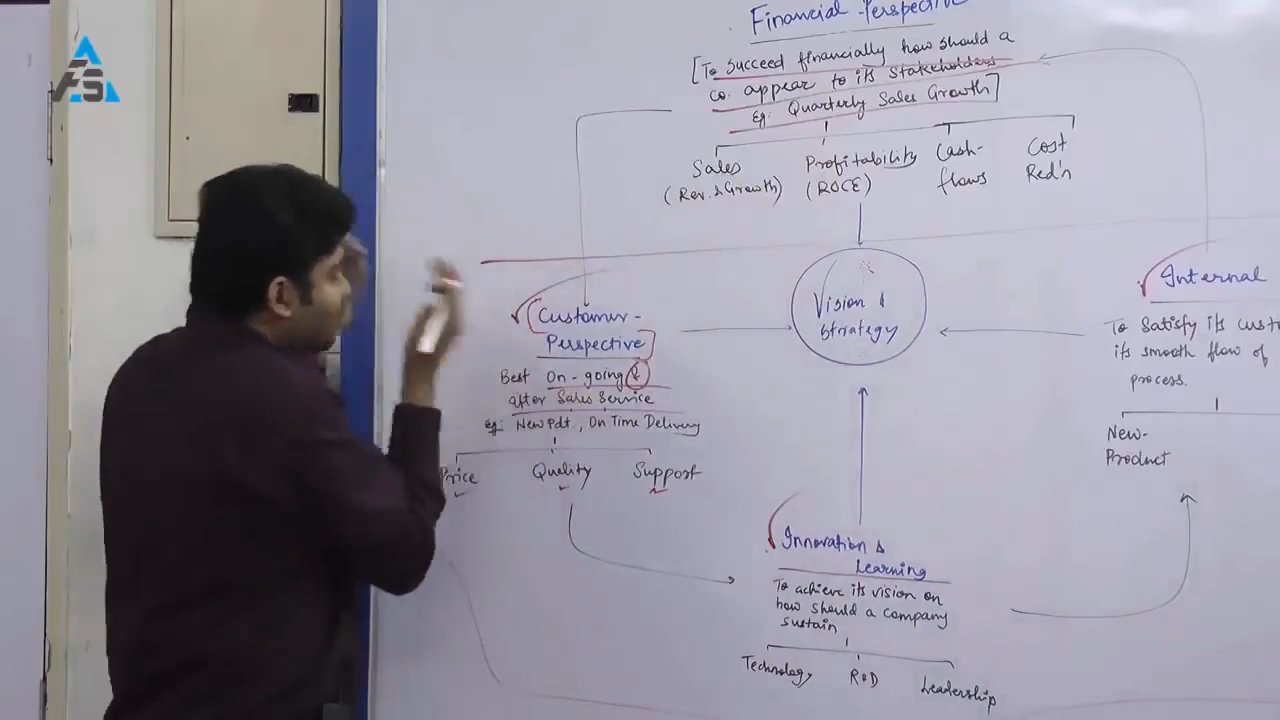 FS
Financial Perspective
[To succeed financially how should a
co. appear to its stakeholders
eg: Quarterly Sales Growth]
Sales
(Rev. & Growth)
Profitability
(ROCE)
Cash-
flows
Cost
Red'n
Customer-
Perspective
Best On-going &
after Sales Service
eg: New Pdt., On Time Delivery
Price
Quality
Support
Vision &
Strategy
Internal
To Satisfy its Cust
its smooth flow of
process.
New-
Product
Innovation &
Learning
To achieve its vision on
how should a company
sustain
Technology
R&D
Leadership